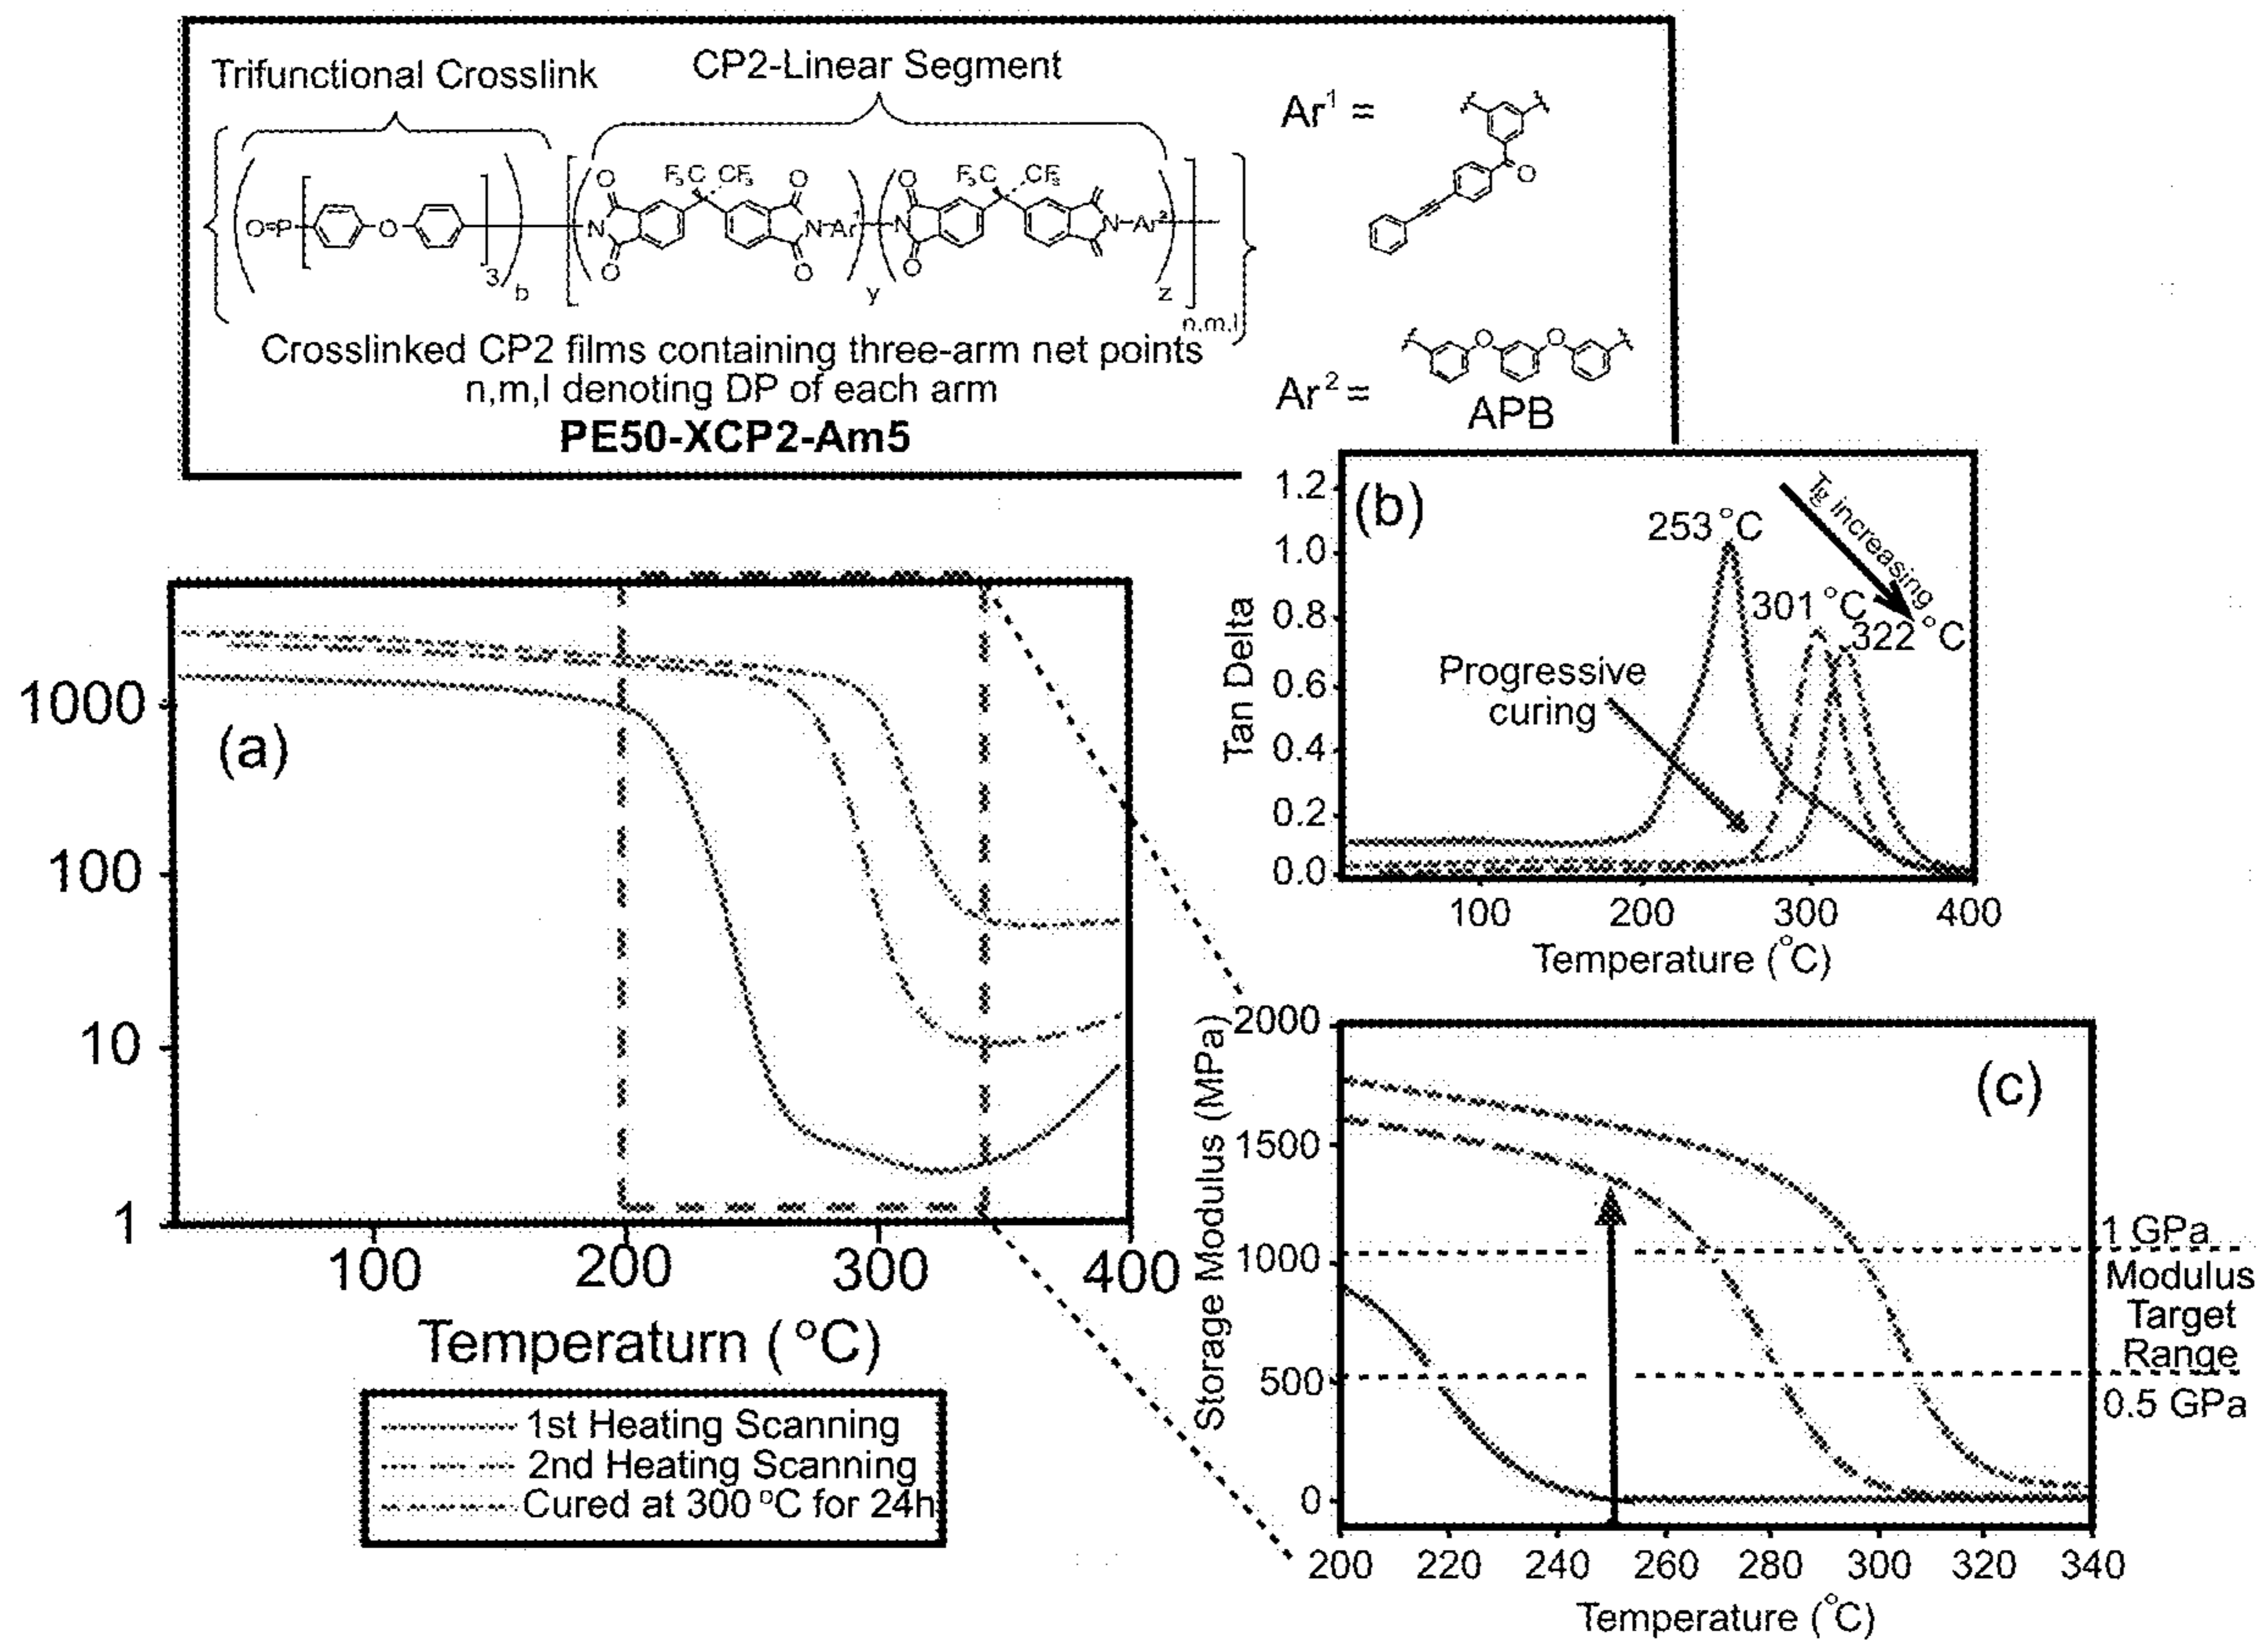 Trifunctional Crosslink
CP2-Linear Segment
O=P
O
3
b
N
O
O
F₃C CF₃
O
O
N-Ar¹
y
N
O
O
F₃C CF₃
N-Ar²
z
n,m,l
Crosslinked CP2 films containing three-arm net points
n,m,l denoting DP of each arm
PE50-XCP2-Am5
Ar¹ =
O
Ar² =
O O
APB
(a)
1000
100
10
1
100 200 300 400
Temperaturn (°C)
1st Heating Scanning
2nd Heating Scanning
Cured at 300 °C for 24h
(b)
Tan Delta
1.2
1.0
0.8
0.6
0.4
0.2
0.0
253 °C
301 °C
322 °C
Tg increasing
Progressive
curing
100 200 300 400
Temperature (°C)
(c)
Storage Modulus (MPa)
2000
1500
1000
500
0
1 GPa
Modulus
Target
Range
0.5 GPa
200 220 240 260 280 300 320 340
Temperature (°C)